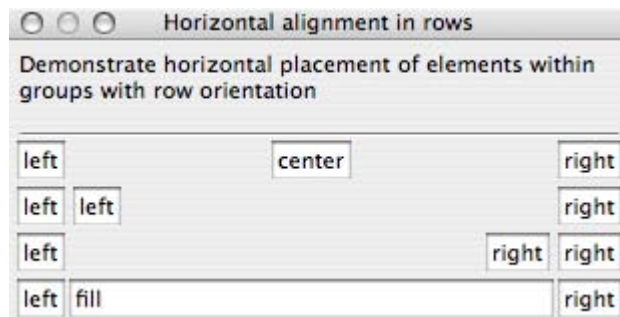 Horizontal alignment in rows
Demonstrate horizontal placement of elements within
groups with row orientation
left center right
left left right
left right right
left fill right